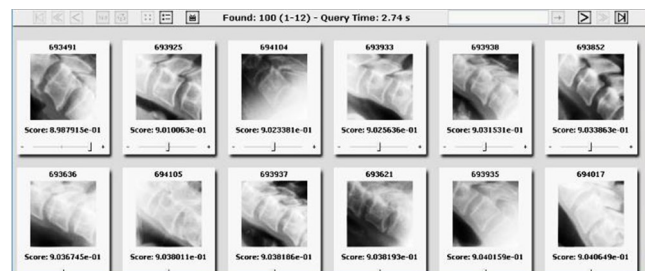 Found: 100 (1-12) - Query Time: 2.74 s
693491 693925 694104 693933 693938 693852
Score: 8.987915e-01 Score: 9.010063e-01 Score: 9.023381e-01 Score: 9.025636e-01 Score: 9.031531e-01 Score: 9.033863e-01
- + - + - + - + - + - +
693636 694105 693937 693621 693935 694017
Score: 9.036745e-01 Score: 9.038011e-01 Score: 9.038186e-01 Score: 9.038193e-01 Score: 9.040159e-01 Score: 9.040649e-01